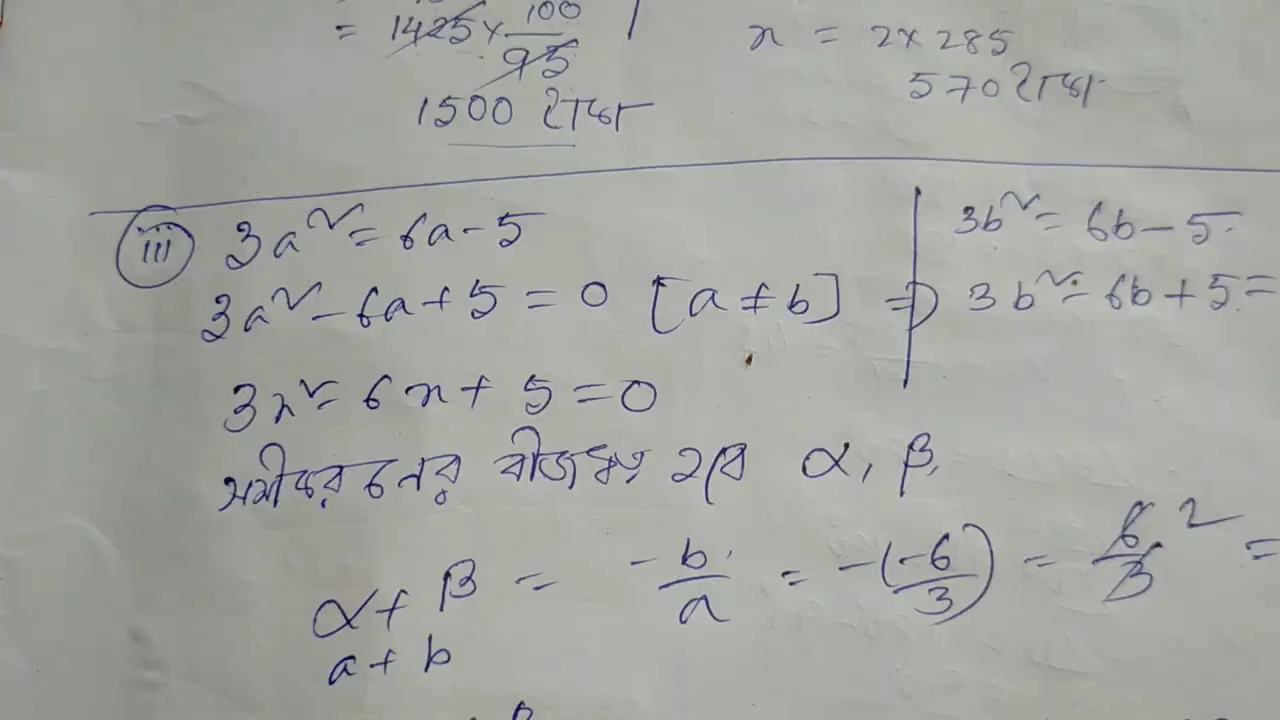 = 1425 × 100/95
1500 টাকা
x = 2 × 285
570 টাকা
iii 3a² = 6a - 5
3a² - 6a + 5 = 0 [a ≠ b] ⇒
3b² = 6b - 5
3b² - 6b + 5 =
3x² - 6x + 5 = 0
সমীকরণের বীজদ্বয় হবে α, β
α + β = -b/a = -(-6/3) = 6/3 2 =
a + b